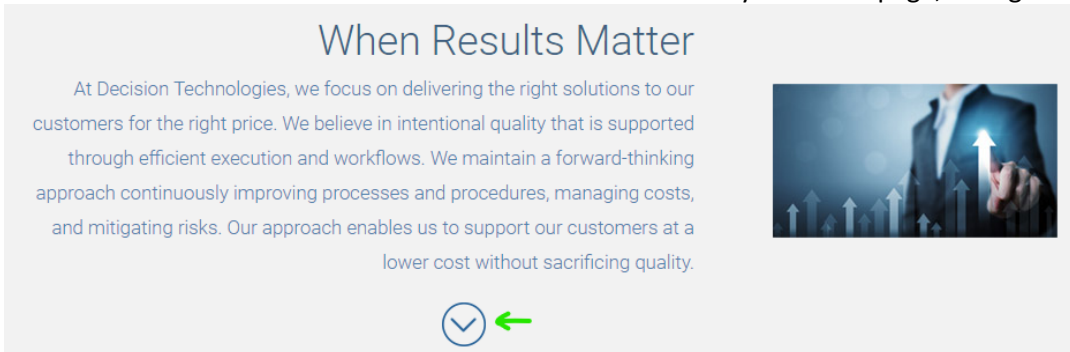 When Results Matter
At Decision Technologies, we focus on delivering the right solutions to our
customers for the right price. We believe in intentional quality that is supported
through efficient execution and workflows. We maintain a forward-thinking
approach continuously improving processes and procedures, managing costs,
and mitigating risks. Our approach enables us to support our customers at a
lower cost without sacrificing quality.